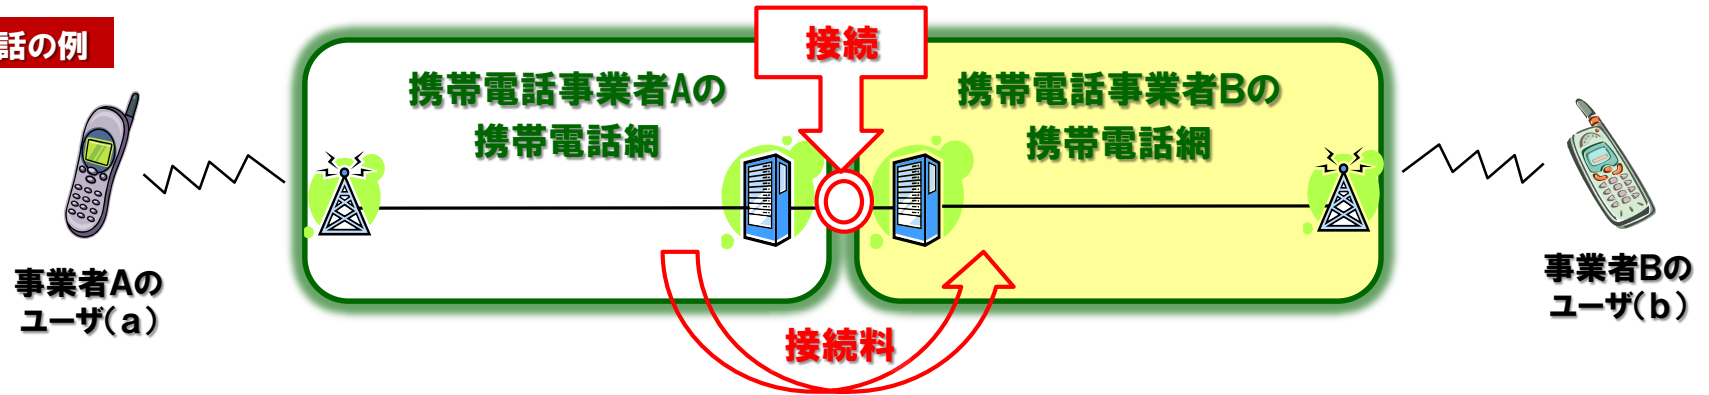 話の例
接続
携帯電話事業者Aの
携帯電話網
携帯電話事業者Bの
携帯電話網
事業者Aの
ユーザ(a)
事業者Bの
ユーザ(b)
接続料